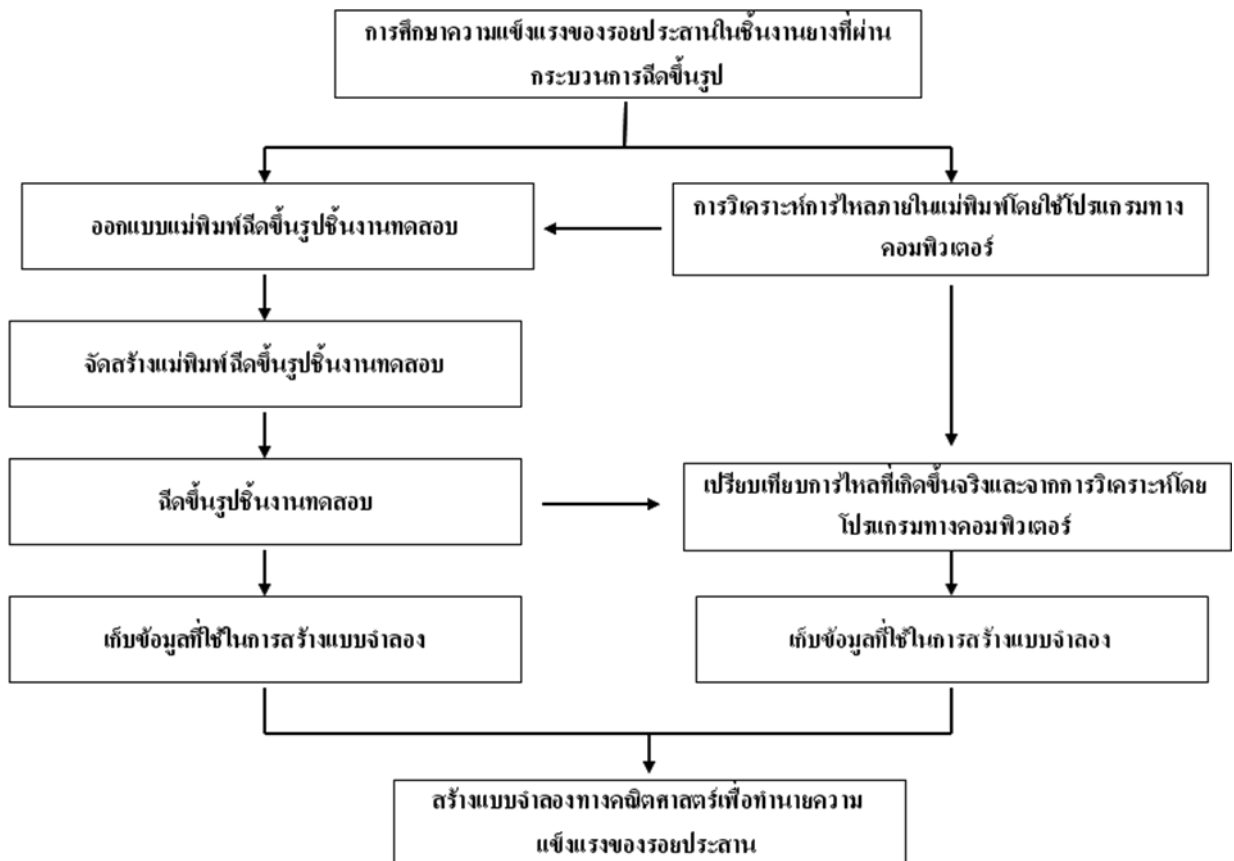 การศึกษาความแข็งแรงของรอยประสานในชิ้นงานยางที่ผ่าน
กระบวนการฉีดขึ้นรูป
ออกแบบแม่พิมพ์ฉีดขึ้นรูปชิ้นงานทดสอบ
การวิเคราะห์การไหลภายในแม่พิมพ์โดยใช้โปรแกรมทาง
คอมพิวเตอร์
จัดสร้างแม่พิมพ์ฉีดขึ้นรูปชิ้นงานทดสอบ
ฉีดขึ้นรูปชิ้นงานทดสอบ
เปรียบเทียบการไหลที่เกิดขึ้นจริงและจากการวิเคราะห์โดย
โปรแกรมทางคอมพิวเตอร์
เก็บข้อมูลที่ใช้ในการสร้างแบบจำลอง
เก็บข้อมูลที่ใช้ในการสร้างแบบจำลอง
สร้างแบบจำลองทางคณิตศาสตร์เพื่อทำนายความ
แข็งแรงของรอยประสาน